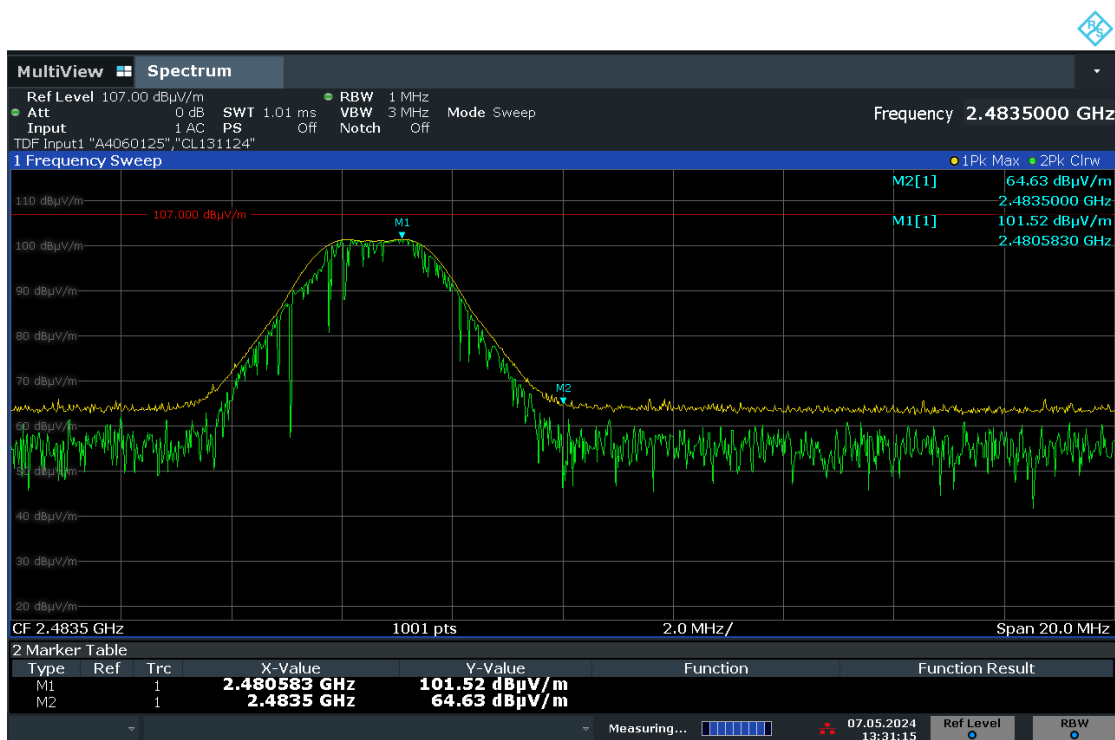 R S
MultiView Spectrum
Ref Level 107.00 dBµV/m RBW 1 MHz
Att 0 dB SWT 1.01 ms VBW 3 MHz Mode Sweep Frequency 2.4835000 GHz
Input 1 AC PS Off Notch Off
TDF Input1 "A4060125","CL131124"
1 Frequency Sweep 1Pk Max 2Pk Clrw
M2[1] 64.63 dBµV/m
2.4835000 GHz
M1[1] 101.52 dBµV/m
2.4805830 GHz
110 dBµV/m
107.000 dBµV/m
M1
100 dBµV/m
90 dBµV/m
80 dBµV/m
70 dBµV/m
M2
60 dBµV/m
50 dBµV/m
40 dBµV/m
30 dBµV/m
20 dBµV/m
CF 2.4835 GHz 1001 pts 2.0 MHz/ Span 20.0 MHz
2 Marker Table
Type Ref Trc X-Value Y-Value Function Function Result
M1 1 2.480583 GHz 101.52 dBµV/m
M2 1 2.4835 GHz 64.63 dBµV/m
Measuring... 07.05.2024 Ref Level RBW
13:31:15